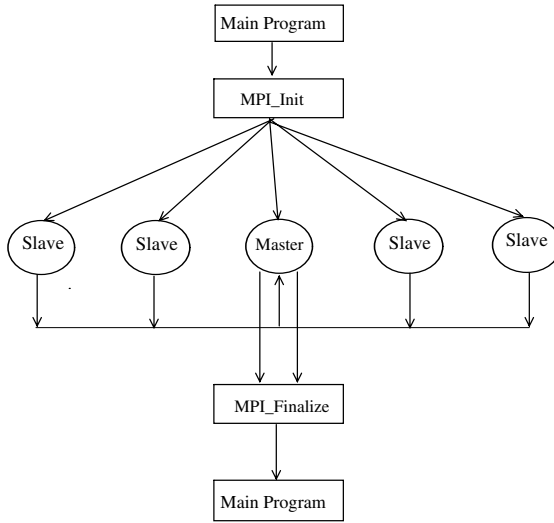 Main Program
MPI_Init
Slave
Slave
Master
Slave
Slave
MPI_Finalize
Main Program